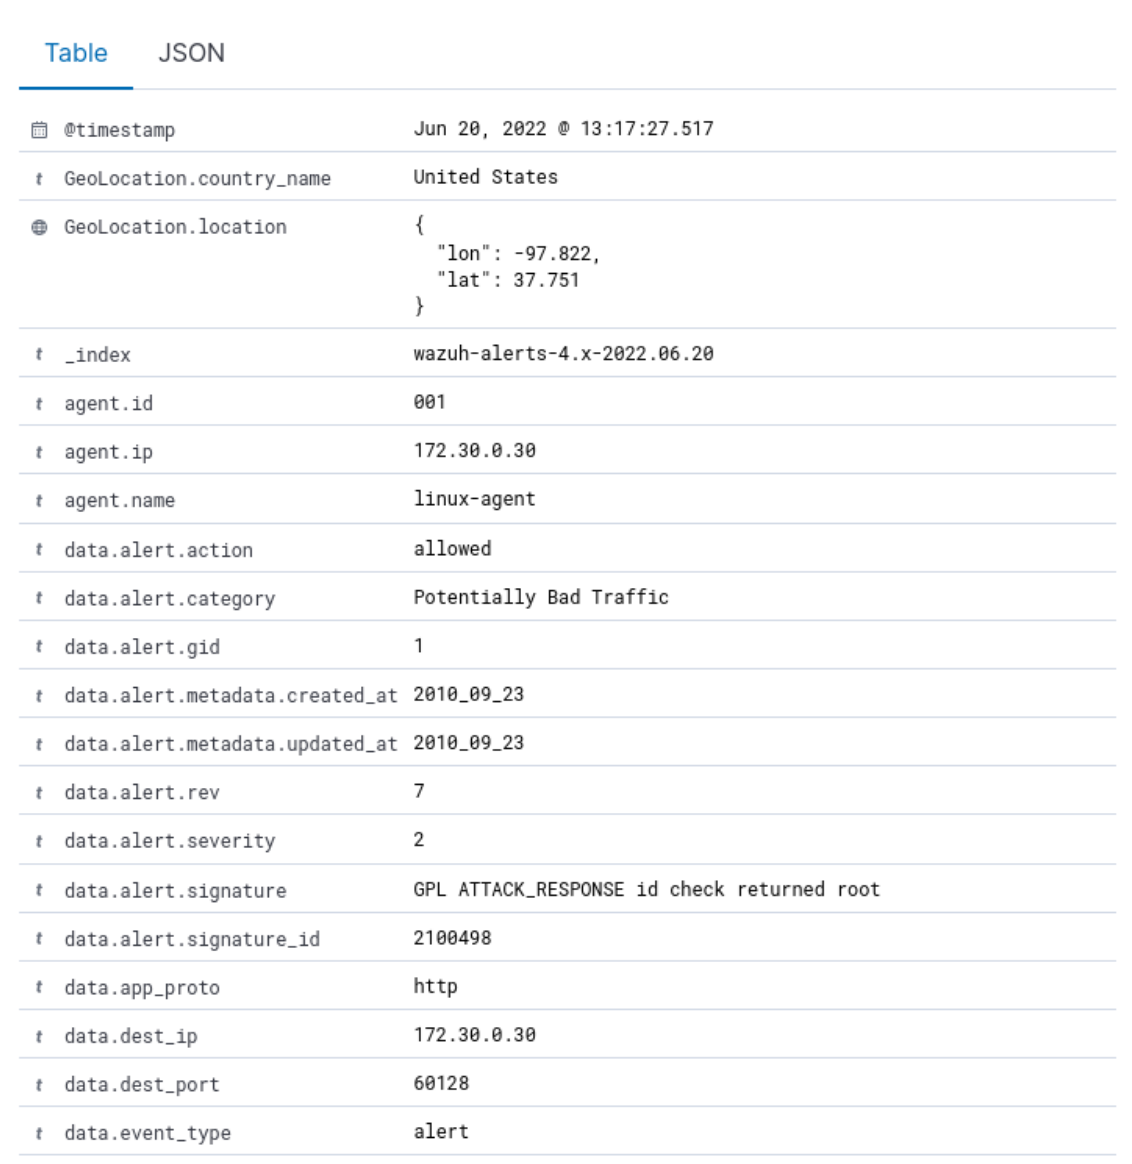 Table JSON
@timestamp Jun 20, 2022 @ 13:17:27.517
t GeoLocation.country_name United States
GeoLocation.location {
"lon": -97.822,
"lat": 37.751
}
t _index wazuh-alerts-4.x-2022.06.20
t agent.id 001
t agent.ip 172.30.0.30
t agent.name linux-agent
t data.alert.action allowed
t data.alert.category Potentially Bad Traffic
t data.alert.gid 1
t data.alert.metadata.created_at 2010_09_23
t data.alert.metadata.updated_at 2010_09_23
t data.alert.rev 7
t data.alert.severity 2
t data.alert.signature GPL ATTACK_RESPONSE id check returned root
t data.alert.signature_id 2100498
t data.app_proto http
t data.dest_ip 172.30.0.30
t data.dest_port 60128
t data.event_type alert